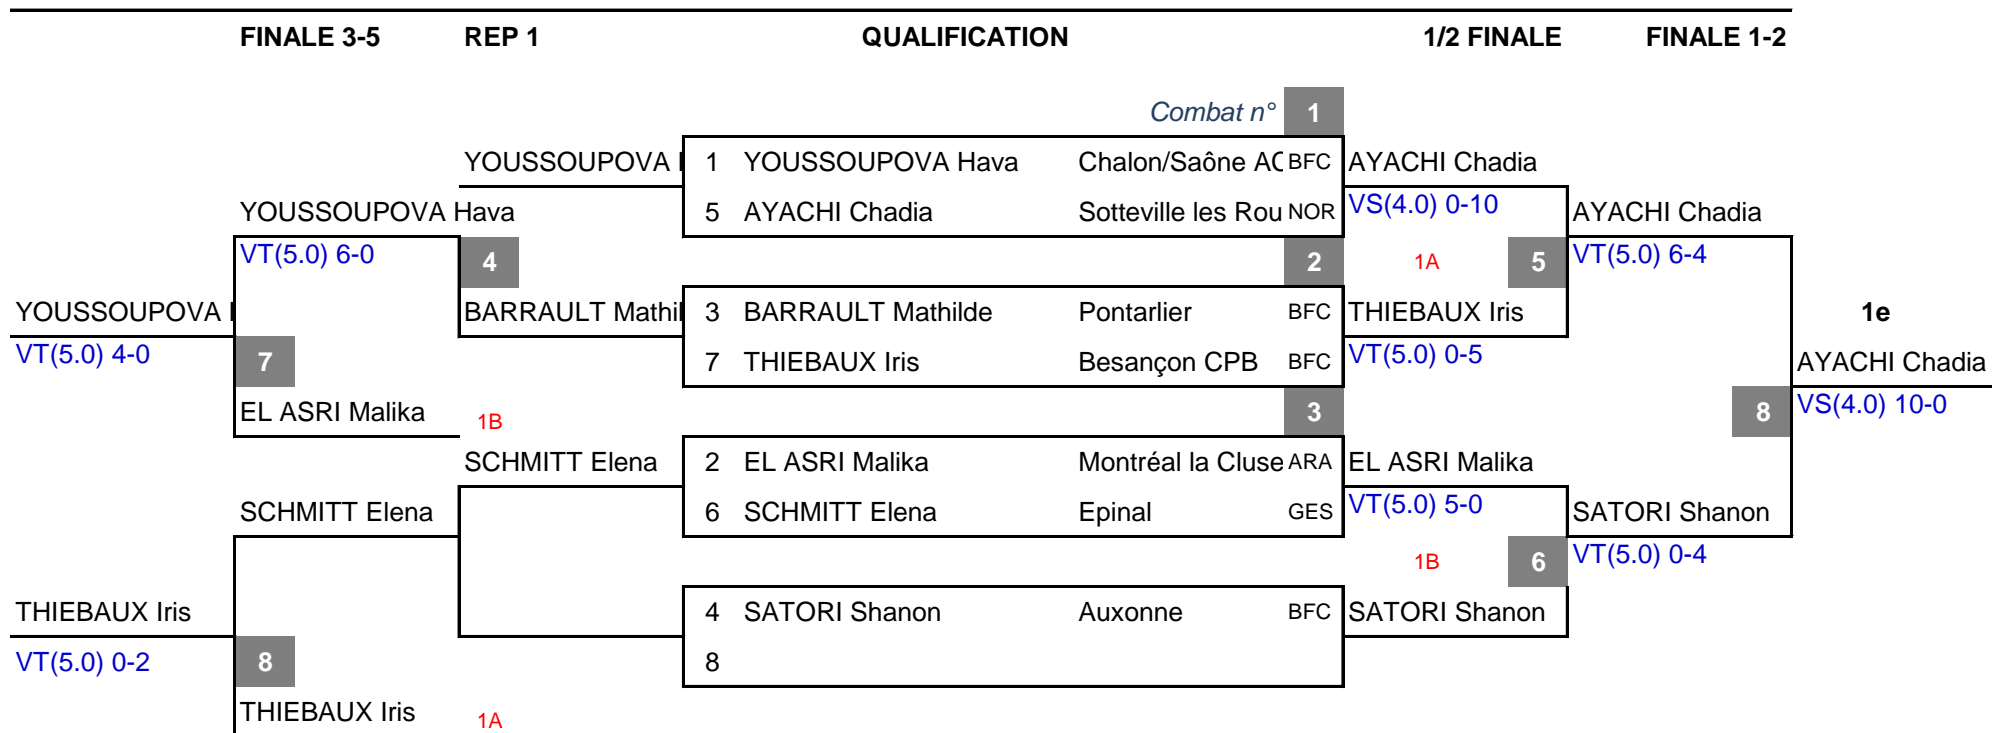 FINALE 3-5 REP 1 QUALIFICATION 1/2 FINALE FINALE 1-2
Combat n° 1
YOUSSOUPOVA 1 YOUSSOUPOVA Hava Chalon/Saône AC BFC AYACHI Chadia
YOUSSOUPOVA Hava 5 AYACHI Chadia Sotteville les Rou NOR VS(4.0) 0-10 AYACHI Chadia
VT(5.0) 6-0 4 2 1A 5 VT(5.0) 6-4
YOUSSOUPOVA BARRAULT Mathil 3 BARRAULT Mathilde Pontarlier BFC THIEBAUX Iris 1e
VT(5.0) 4-0 7 7 THIEBAUX Iris Besançon CPB BFC VT(5.0) 0-5 AYACHI Chadia
EL ASRI Malika 1B 3 8 VS(4.0) 10-0
SCHMITT Elena 2 EL ASRI Malika Montréal la Cluse ARA EL ASRI Malika
SCHMITT Elena 6 SCHMITT Elena Epinal GES VT(5.0) 5-0 SATORI Shanon
1B 6 VT(5.0) 0-4
THIEBAUX Iris 4 SATORI Shanon Auxonne BFC SATORI Shanon
VT(5.0) 0-2 8 8
THIEBAUX Iris 1A